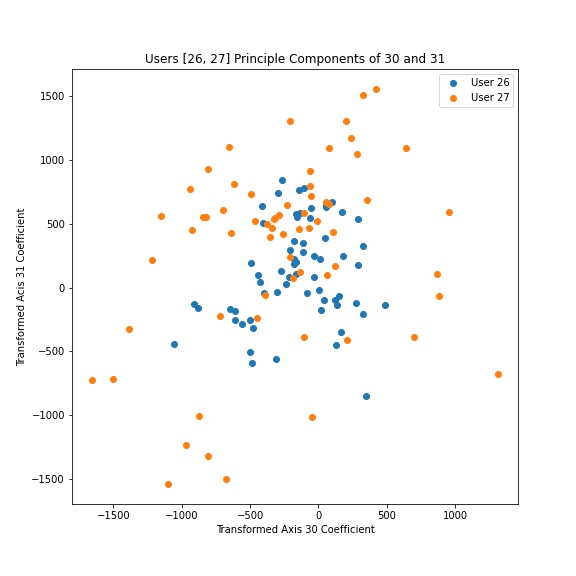 Users [26, 27] Principle Components of 30 and 31
User 26
User 27
Transformed Acis 31 Coefficient
1500
1000
500
0
−500
−1000
−1500
−1500
−1000
−500
0
500
1000
Transformed Axis 30 Coefficient